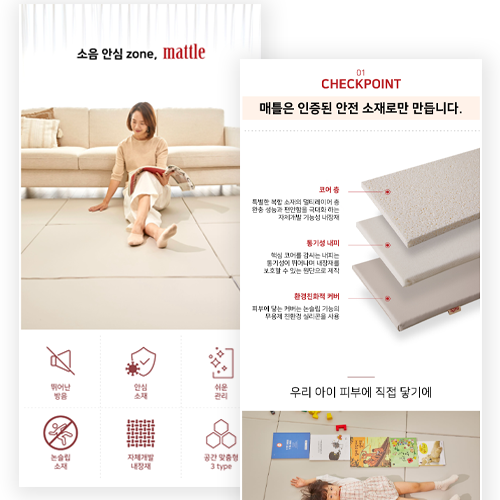 소음 안심 zone, mattle
뛰어난
방음
안심
소재
쉬운
관리
논슬립
소재
자체개발
내장재
공간 맞춤형
3 type
01
CHECKPOINT
매틀은 인증된 안전 소재로만 만듭니다.
코어 층
특별한 복합 소재의 멀티레이어 층
완충 성능과 편안함을 극대화 하는
자체개발 기능성 내장재
통기성 내피
핵심 코어를 감싸는 내피는
통기성이 뛰어나며 내장재를
보호할 수 있는 원단으로 제작
환경친화적 커버
피부에 닿는 커버는 논슬립 기능의
무용제 친환경 실리콘을 사용
우리 아이 피부에 직접 닿기에